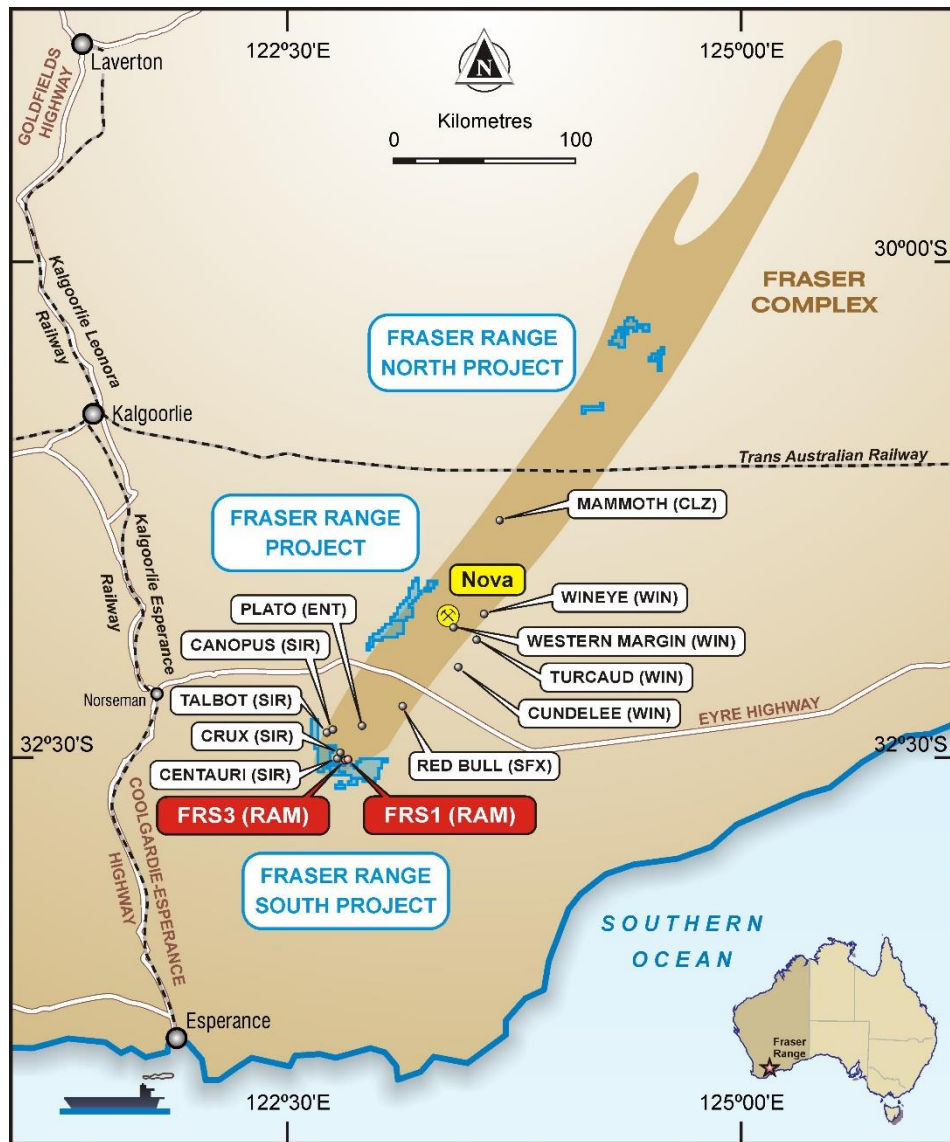 122º30'E
125º00'E
Laverton
GOLDFIELDS
HIGHWAY
N
Kilometres
0
100
30º00'S
FRASER
COMPLEX
Kalgoorlie Leonora
Railway
FRASER RANGE
NORTH PROJECT
Kalgoorlie
Trans Australian Railway
MAMMOTH (CLZ)
FRASER RANGE
PROJECT
Kalgoorlie Esperance
Railway
Nova
PLATO (ENT)
WINEYE (WIN)
CANOPUS (SIR)
WESTERN MARGIN (WIN)
TURCAUD (WIN)
Norseman
TALBOT (SIR)
CUNDELEE (WIN)
EYRE HIGHWAY
CRUX (SIR)
32º30'S
32º30'S
RED BULL (SFX)
CENTAURI (SIR)
FRS3 (RAM)
FRS1 (RAM)
COOLGARDIE-ESPERANCE
HIGHWAY
FRASER RANGE
SOUTH PROJECT
SOUTHERN
OCEAN
Esperance
Fraser
Range
122º30'E
125º00'E